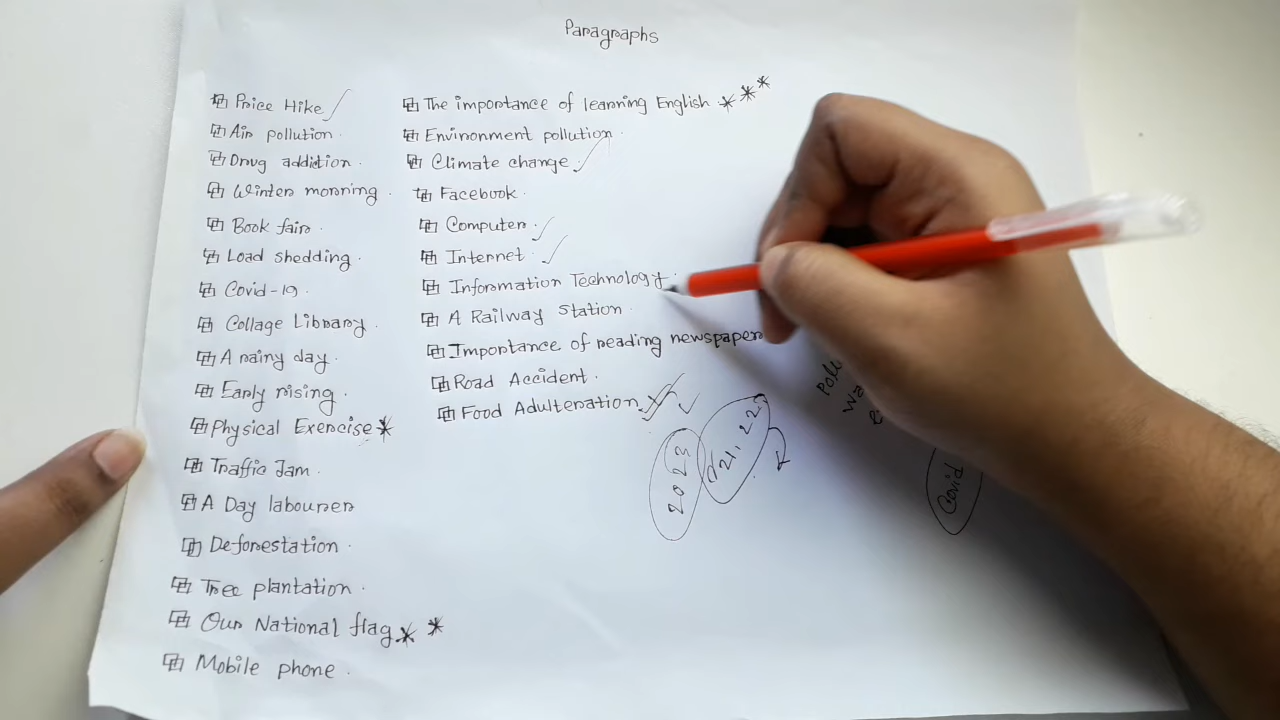 Paragraphs
Price Hike
Air pollution.
Drug addiction.
Winter morning.
Book fair.
Load shedding.
Covid-19.
Collage Library.
A rainy day.
Early rising.
Physical Exercise *
Traffic Jam.
A Day labourer
Deforestation.
Tree plantation.
Our National flag * *
Mobile phone.
The importance of learning English * * *
Environment pollution.
Climate change.
Facebook.
Computer.
Internet.
Information Technology.
A Railway station.
Importance of reading newspaper
Road Accident.
Food Adulteration
2023
21, 22
Covid